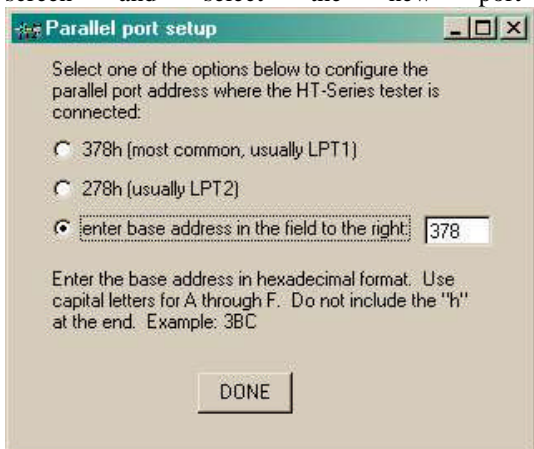 screen and select the new port
Parallel port setup
Select one of the options below to configure the
parallel port address where the HT-Series tester is
connected:
378h (most common, usually LPT1)
278h (usually LPT2)
enter base address in the field to the right: 378
Enter the base address in hexadecimal format. Use
capital letters for A through F. Do not include the "h"
at the end. Example: 3BC
DONE